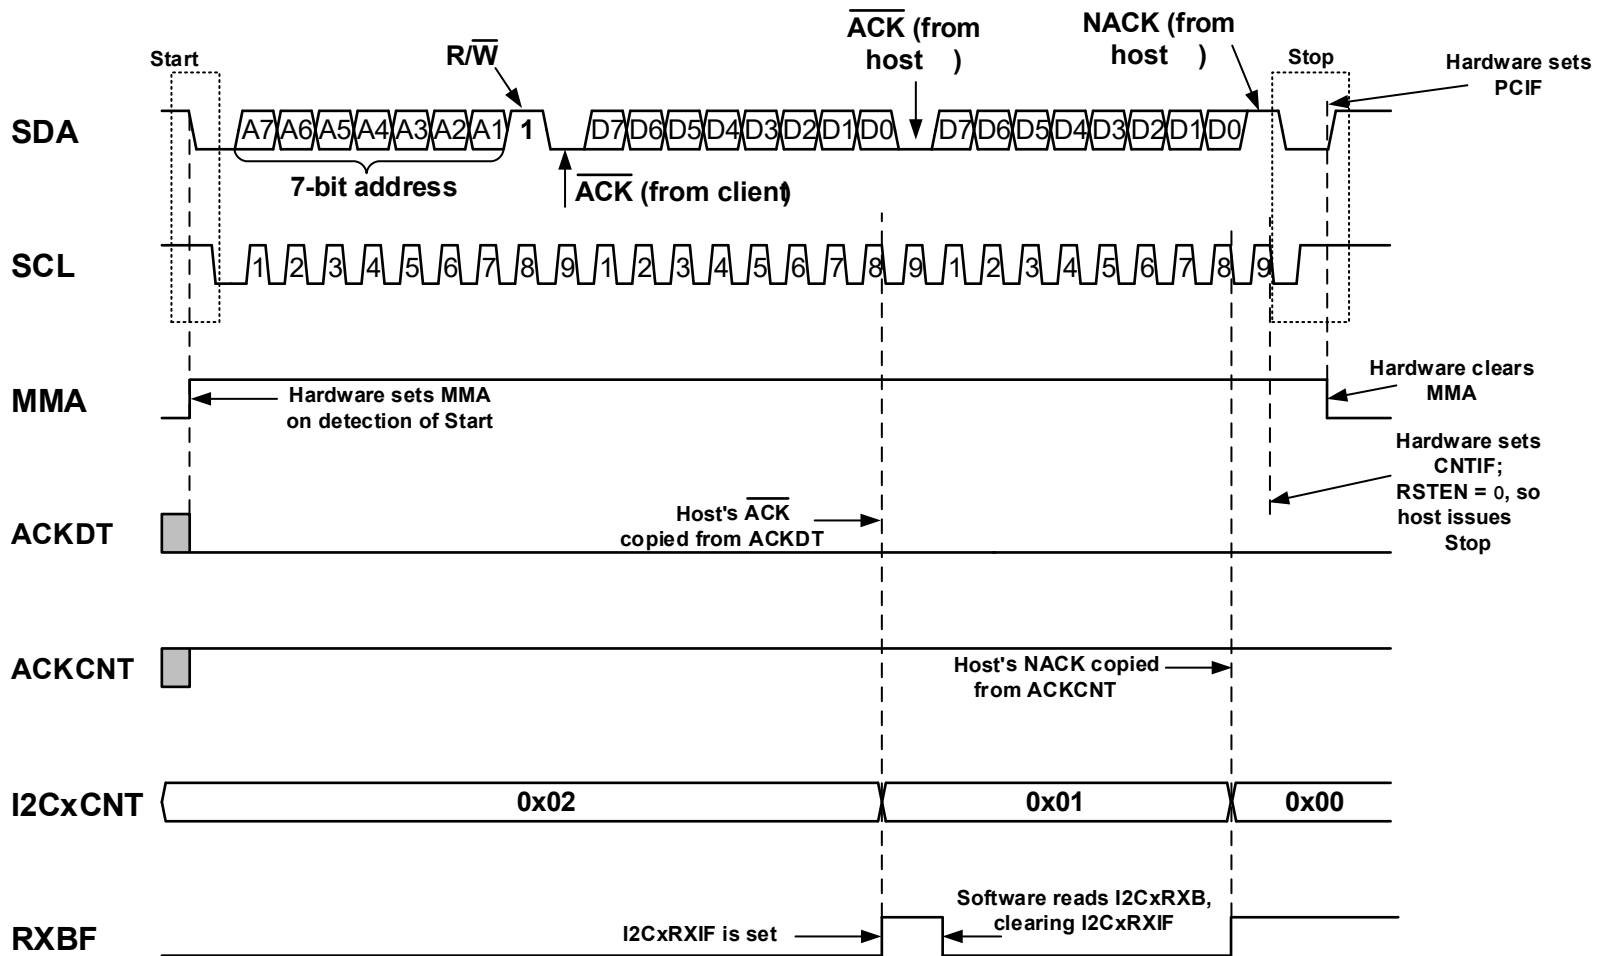 Start
R/W
ACK (from
host )
NACK (from
host )
Stop
Hardware sets
PCIF
SDA
A7 A6 A5 A4 A3 A2 A1 1 D7 D6 D5 D4 D3 D2 D1 D0 D7 D6 D5 D4 D3 D2 D1 D0
7-bit address
ACK (from client)
SCL
1 2 3 4 5 6 7 8 9 1 2 3 4 5 6 7 8 9 1 2 3 4 5 6 7 8 9
MMA
Hardware sets MMA
on detection of Start
Hardware clears
MMA
Hardware sets
CNTIF;
RSTEN = 0, so
host issues
Stop
ACKDT
Host's ACK
copied from ACKDT
ACKCNT
Host's NACK copied
from ACKCNT
I2CxCNT
0x02 0x01 0x00
RXBF
I2CxRXIF is set
Software reads I2CxRXB,
clearing I2CxRXIF